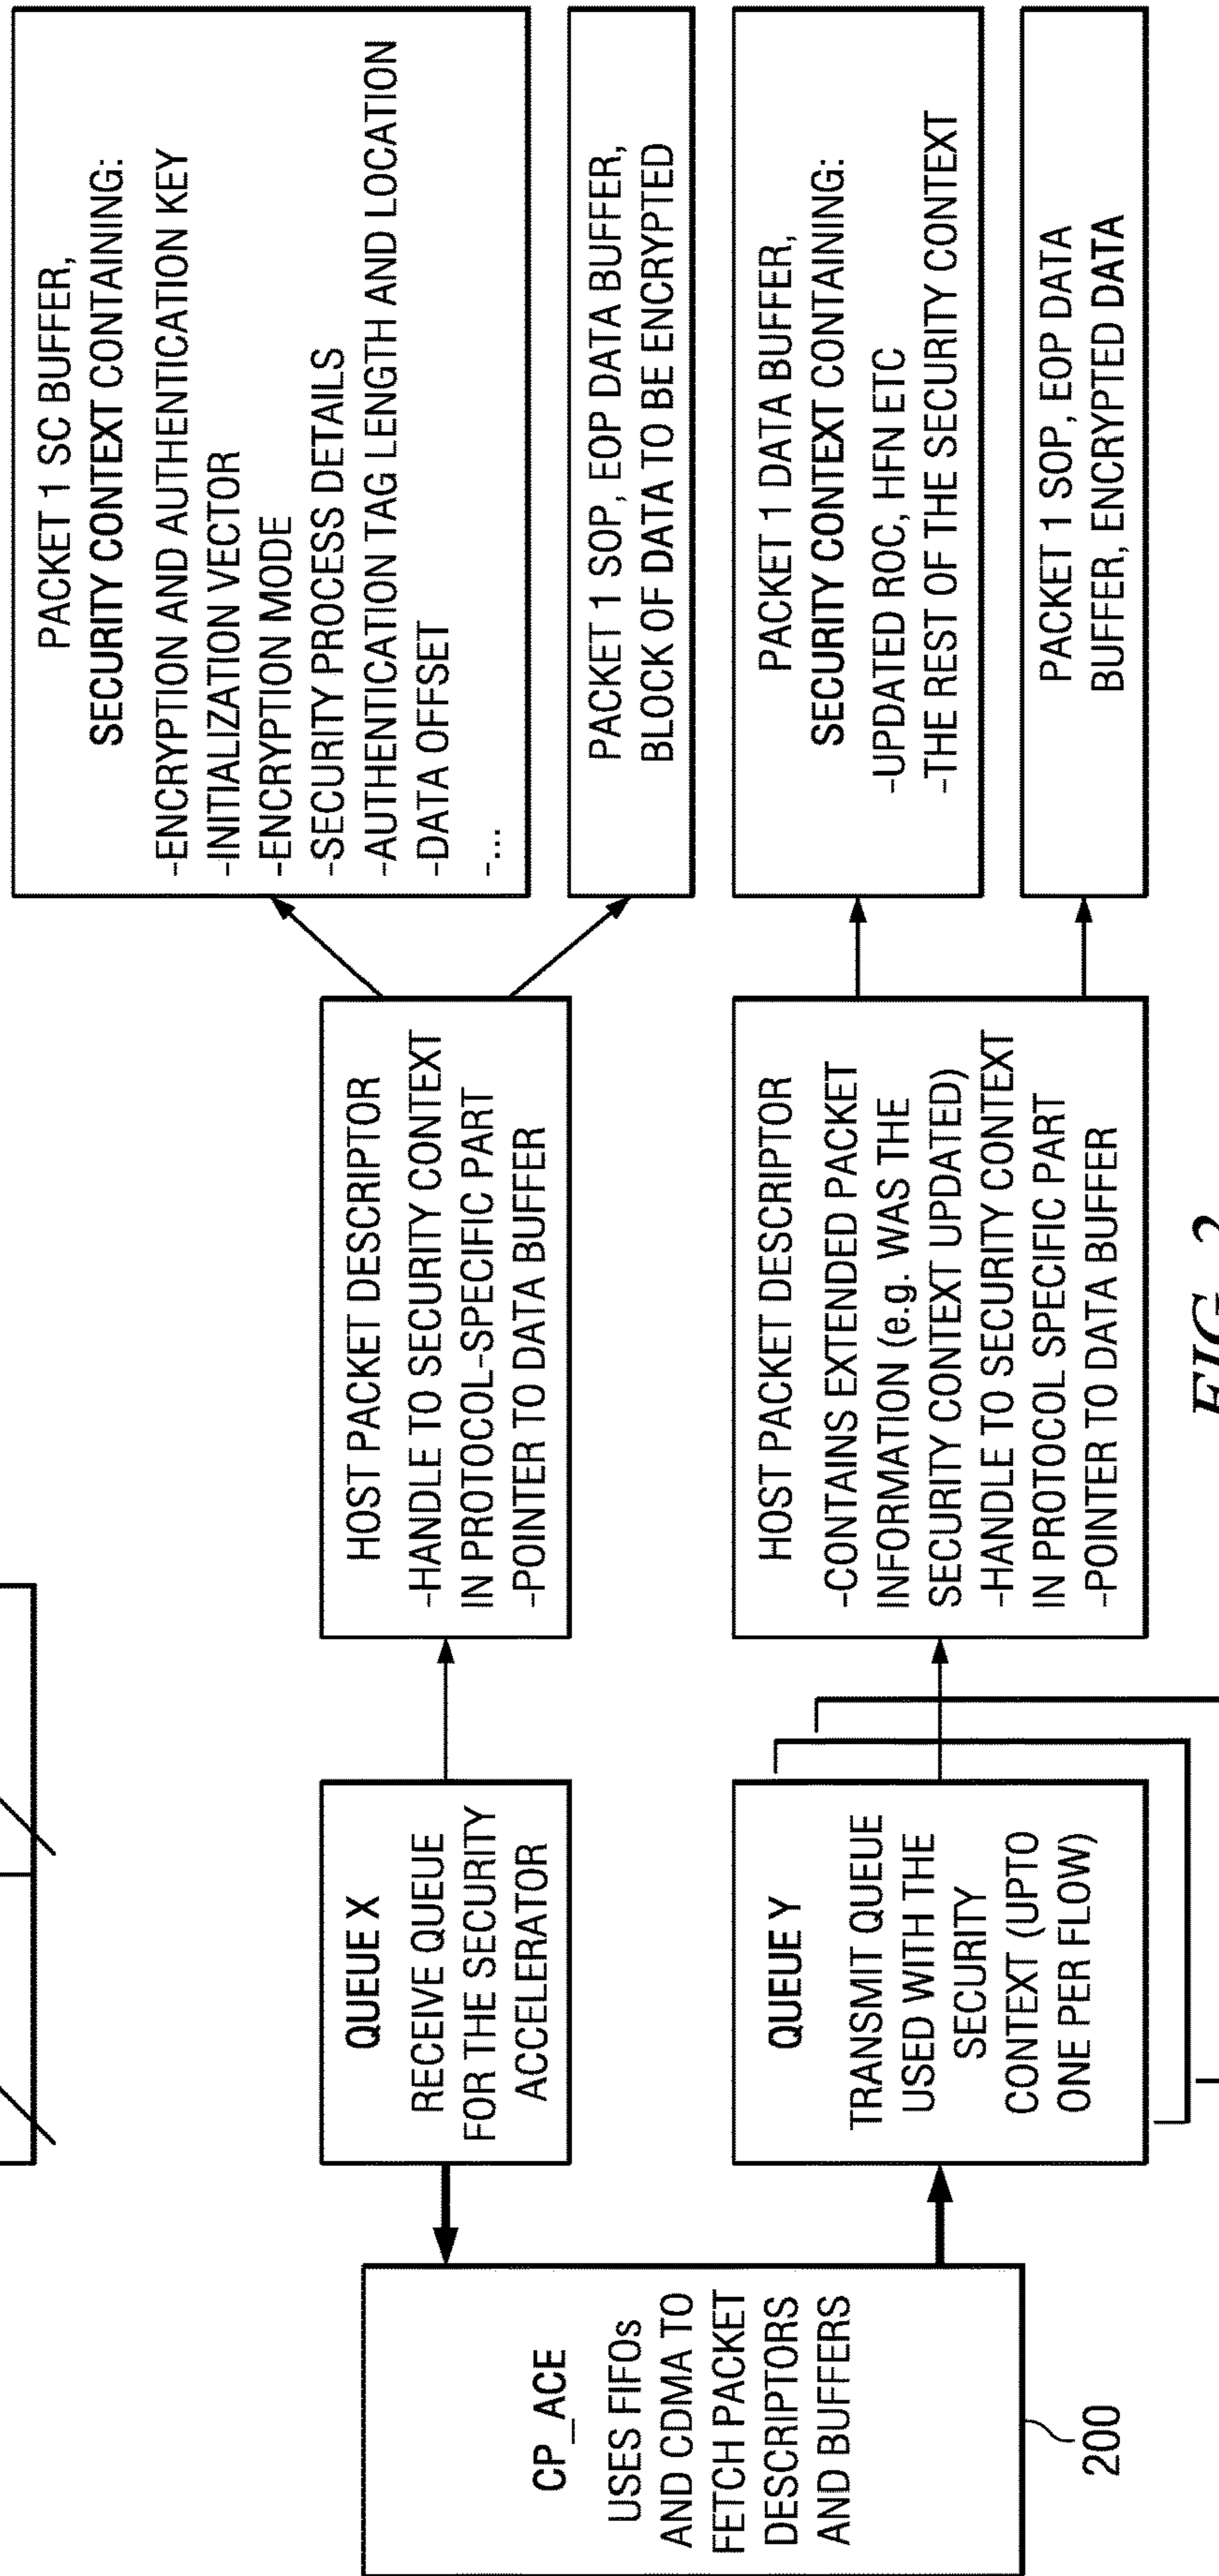 CP_ACE
USES FIFOs
AND CDMA TO
FETCH PACKET
DESCRIPTORS
AND BUFFERS
200
QUEUE X
RECEIVE QUEUE
FOR THE SECURITY
ACCELERATOR
HOST PACKET DESCRIPTOR
-HANDLE TO SECURITY CONTEXT
IN PROTOCOL-SPECIFIC PART
-POINTER TO DATA BUFFER
PACKET 1 SC BUFFER,
SECURITY CONTEXT CONTAINING:
-ENCRYPTION AND AUTHENTICATION KEY
-INITIALIZATION VECTOR
-ENCRYPTION MODE
-SECURITY PROCESS DETAILS
-AUTHENTICATION TAG LENGTH AND LOCATION
-DATA OFFSET
-...
PACKET 1 SOP, EOP DATA BUFFER,
BLOCK OF DATA TO BE ENCRYPTED
QUEUE Y
TRANSMIT QUEUE
USED WITH THE
SECURITY
CONTEXT (UPTO
ONE PER FLOW)
HOST PACKET DESCRIPTOR
-CONTAINS EXTENDED PACKET
INFORMATION (e.g. WAS THE
SECURITY CONTEXT UPDATED)
-HANDLE TO SECURITY CONTEXT
IN PROTOCOL SPECIFIC PART
-POINTER TO DATA BUFFER
PACKET 1 DATA BUFFER,
SECURITY CONTEXT CONTAINING:
-UPDATED ROC, HFN ETC
-THE REST OF THE SECURITY CONTEXT
PACKET 1 SOP, EOP DATA
BUFFER, ENCRYPTED DATA
FIG. 2